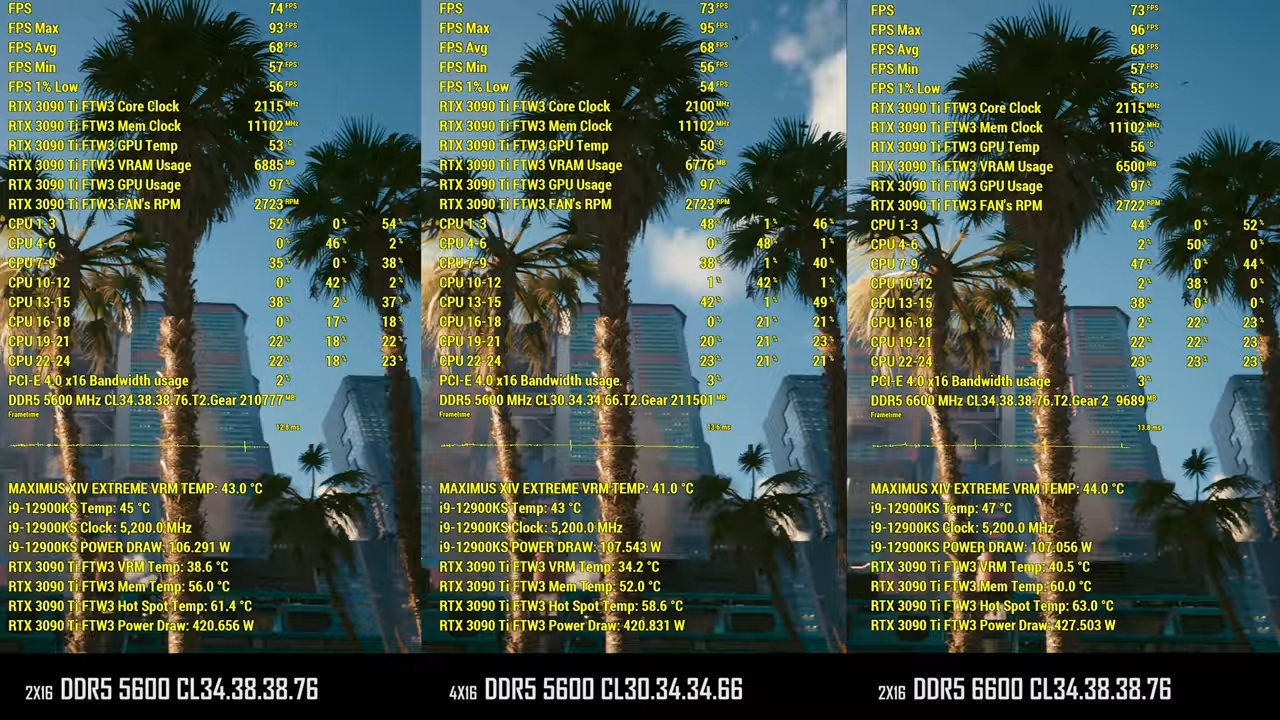 FPS 74 FPS
FPS Max 93 FPS
FPS Avg 68 FPS
FPS Min 57 FPS
FPS 1% Low 56 FPS
RTX 3090 Ti FTW3 Core Clock 2115 MHz
RTX 3090 Ti FTW3 Mem Clock 11102 MHz
RTX 3090 Ti FTW3 GPU Temp 53 °C
RTX 3090 Ti FTW3 VRAM Usage 6885 MB
RTX 3090 Ti FTW3 GPU Usage 97 %
RTX 3090 Ti FTW3 FAN's RPM 2723 RPM
CPU 1-3 52 % 0 % 54 %
CPU 4-6 0 % 46 % 2 %
CPU 7-9 35 % 0 % 38 %
CPU 10-12 0 % 42 % 2 %
CPU 13-15 38 % 2 % 37 %
CPU 16-18 0 % 17 % 18 %
CPU 19-21 22 % 18 % 22 %
CPU 22-24 22 % 18 % 23 %
PCI-E 4.0 x16 Bandwidth usage 2 %
DDR5 5600 MHz CL34.38.38.76.T2.Gear 210777 MB
Frametime
12.8 ms
MAXIMUS XIV EXTREME VRM TEMP: 43.0 °C
i9-12900KS Temp: 45 °C
i9-12900KS Clock: 5,200.0 MHz
i9-12900KS POWER DRAW: 106.291 W
RTX 3090 Ti FTW3 VRM Temp: 38.6 °C
RTX 3090 Ti FTW3 Mem Temp: 56.0 °C
RTX 3090 Ti FTW3 Hot Spot Temp: 61.4 °C
RTX 3090 Ti FTW3 Power Draw: 420.656 W
2X16 DDR5 5600 CL34.38.38.76
FPS 73 FPS
FPS Max 95 FPS
FPS Avg 68 FPS
FPS Min 56 FPS
FPS 1% Low 54 FPS
RTX 3090 Ti FTW3 Core Clock 2100 MHz
RTX 3090 Ti FTW3 Mem Clock 11102 MHz
RTX 3090 Ti FTW3 GPU Temp 50 °C
RTX 3090 Ti FTW3 VRAM Usage 6776 MB
RTX 3090 Ti FTW3 GPU Usage 97 %
RTX 3090 Ti FTW3 FAN's RPM 2723 RPM
CPU 1-3 48 % 1 % 46 %
CPU 4-6 0 % 48 % 1 %
CPU 7-9 38 % 1 % 40 %
CPU 10-12 1 % 42 % 1 %
CPU 13-15 42 % 1 % 49 %
CPU 16-18 0 % 21 % 21 %
CPU 19-21 20 % 21 % 23 %
CPU 22-24 23 % 21 % 21 %
PCI-E 4.0 x16 Bandwidth usage 3 %
DDR5 5600 MHz CL30.34.34.66.T2.Gear 211501 MB
Frametime
13.6 ms
MAXIMUS XIV EXTREME VRM TEMP: 41.0 °C
i9-12900KS Temp: 43 °C
i9-12900KS Clock: 5,200.0 MHz
i9-12900KS POWER DRAW: 107.543 W
RTX 3090 Ti FTW3 VRM Temp: 34.2 °C
RTX 3090 Ti FTW3 Mem Temp: 52.0 °C
RTX 3090 Ti FTW3 Hot Spot Temp: 58.6 °C
RTX 3090 Ti FTW3 Power Draw: 420.831 W
4X16 DDR5 5600 CL30.34.34.66
FPS 73 FPS
FPS Max 96 FPS
FPS Avg 68 FPS
FPS Min 57 FPS
FPS 1% Low 55 FPS
RTX 3090 Ti FTW3 Core Clock 2115 MHz
RTX 3090 Ti FTW3 Mem Clock 11102 MHz
RTX 3090 Ti FTW3 GPU Temp 56 °C
RTX 3090 Ti FTW3 VRAM Usage 6500 MB
RTX 3090 Ti FTW3 GPU Usage 97 %
RTX 3090 Ti FTW3 FAN's RPM 2722 RPM
CPU 1-3 44 % 0 % 52 %
CPU 4-6 2 % 50 % 0 %
CPU 7-9 47 % 0 % 44 %
CPU 10-12 2 % 38 % 0 %
CPU 13-15 38 % 0 % 0 %
CPU 16-18 2 % 22 % 23 %
CPU 19-21 22 % 22 % 23 %
CPU 22-24 23 % 23 % 23 %
PCI-E 4.0 x16 Bandwidth usage 3 %
DDR5 6600 MHz CL34.38.38.76.T2.Gear 2 9689 MB
Frametime
13.8 ms
MAXIMUS XIV EXTREME VRM TEMP: 44.0 °C
i9-12900KS Temp: 47 °C
i9-12900KS Clock: 5,200.0 MHz
i9-12900KS POWER DRAW: 107.056 W
RTX 3090 Ti FTW3 VRM Temp: 40.5 °C
RTX 3090 Ti FTW3 Mem Temp: 60.0 °C
RTX 3090 Ti FTW3 Hot Spot Temp: 63.0 °C
RTX 3090 Ti FTW3 Power Draw: 427.503 W
2X16 DDR5 6600 CL34.38.38.76